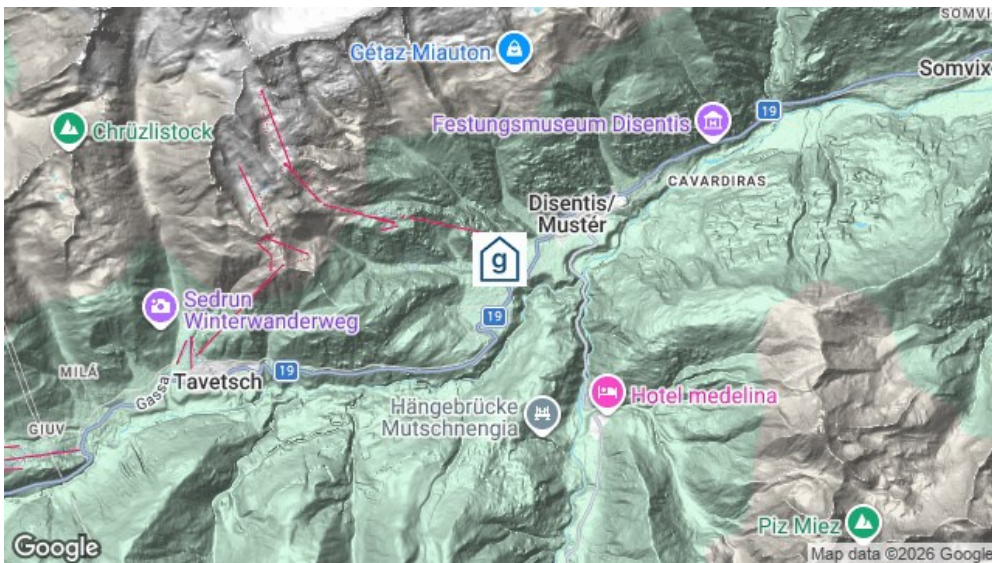 SOMVI
Gétaz Miauton
Somvix
Chrüzlistock
Festungsmuseum Disentis
19
CAVARDIRAS
Disentis/
Mustér
g
Sedrun
Winterwanderweg
19
MILÁ
Tavetsch
19
Gassa
Hängebrücke
Mutschnengia
Hotel medelina
GIUV
Piz Miez
Google
Map data ©2026 Google